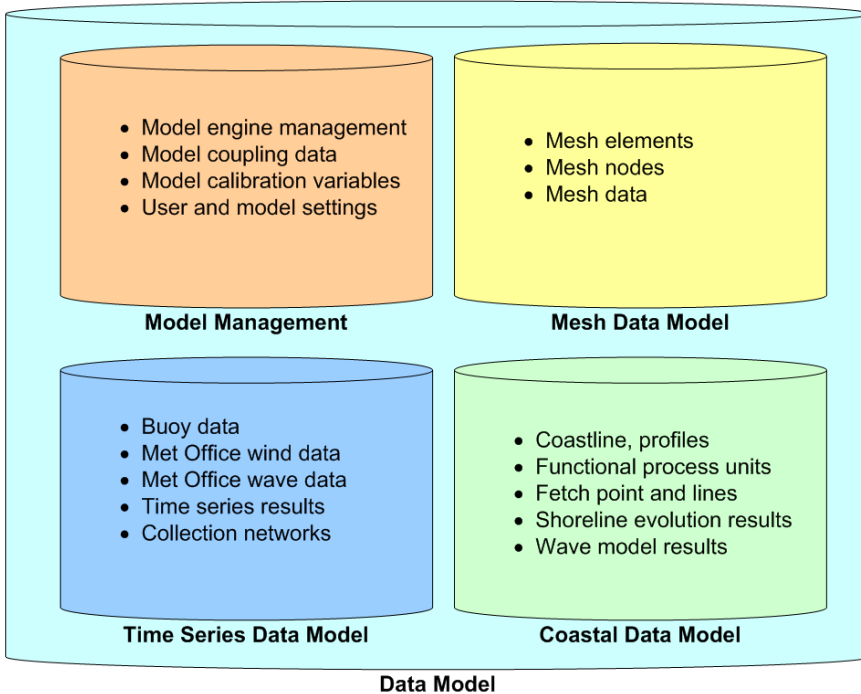 • Model engine management
• Model coupling data
• Model calibration variables
• User and model settings
Model Management
• Mesh elements
• Mesh nodes
• Mesh data
Mesh Data Model
• Buoy data
• Met Office wind data
• Met Office wave data
• Time series results
• Collection networks
Time Series Data Model
• Coastline, profiles
• Functional process units
• Fetch point and lines
• Shoreline evolution results
• Wave model results
Coastal Data Model
Data Model